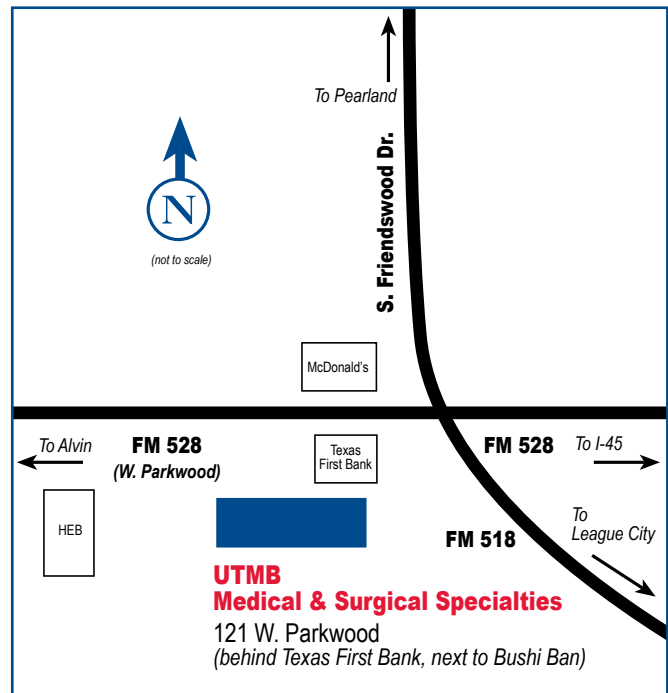 To Pearland
S. Friendswood Dr.
N
(not to scale)
McDonald's
To Alvin
FM 528
(W. Parkwood)
Texas
First Bank
FM 528
To I-45
HEB
FM 518
To
League City
UTMB
Medical & Surgical Specialties
121 W. Parkwood
(behind Texas First Bank, next to Bushi Ban)